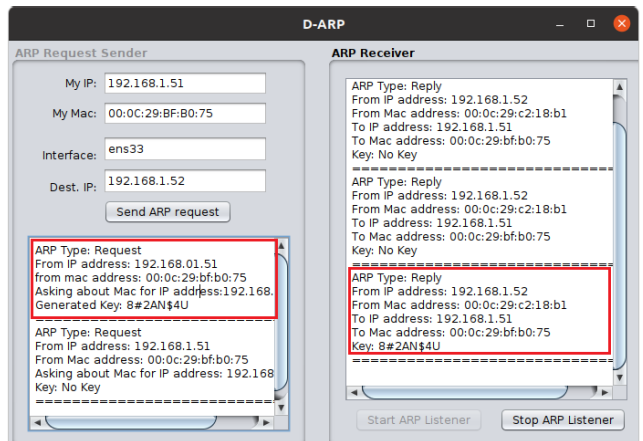 D-ARP
ARP Request Sender
My IP: 192.168.1.51
My Mac: 00:0C:29:BF:B0:75
Interface: ens33
Dest. IP: 192.168.1.52
Send ARP request
ARP Type: Request
From IP address: 192.168.01.51
from mac address: 00:0c:29:bf:b0:75
Asking about Mac for IP address:192.168.
Generated Key: 8#2AN$4U
==============================
ARP Type: Request
From IP address: 192.168.1.51
From Mac address: 00:0c:29:bf:b0:75
Asking about Mac for IP address: 192.168
Key: No Key
==============================
ARP Receiver
ARP Type: Reply
From IP address: 192.168.1.52
From Mac address: 00:0c:29:c2:18:b1
To IP address: 192.168.1.51
To Mac address: 00:0c:29:bf:b0:75
Key: No Key
==============================
ARP Type: Reply
From IP address: 192.168.1.52
From Mac address: 00:0c:29:c2:18:b1
To IP address: 192.168.1.51
To Mac address: 00:0c:29:bf:b0:75
Key: No Key
==============================
ARP Type: Reply
From IP address: 192.168.1.52
From Mac address: 00:0c:29:c2:18:b1
To IP address: 192.168.1.51
To Mac address: 00:0c:29:bf:b0:75
Key: 8#2AN$4U
==============================
Start ARP Listener
Stop ARP Listener